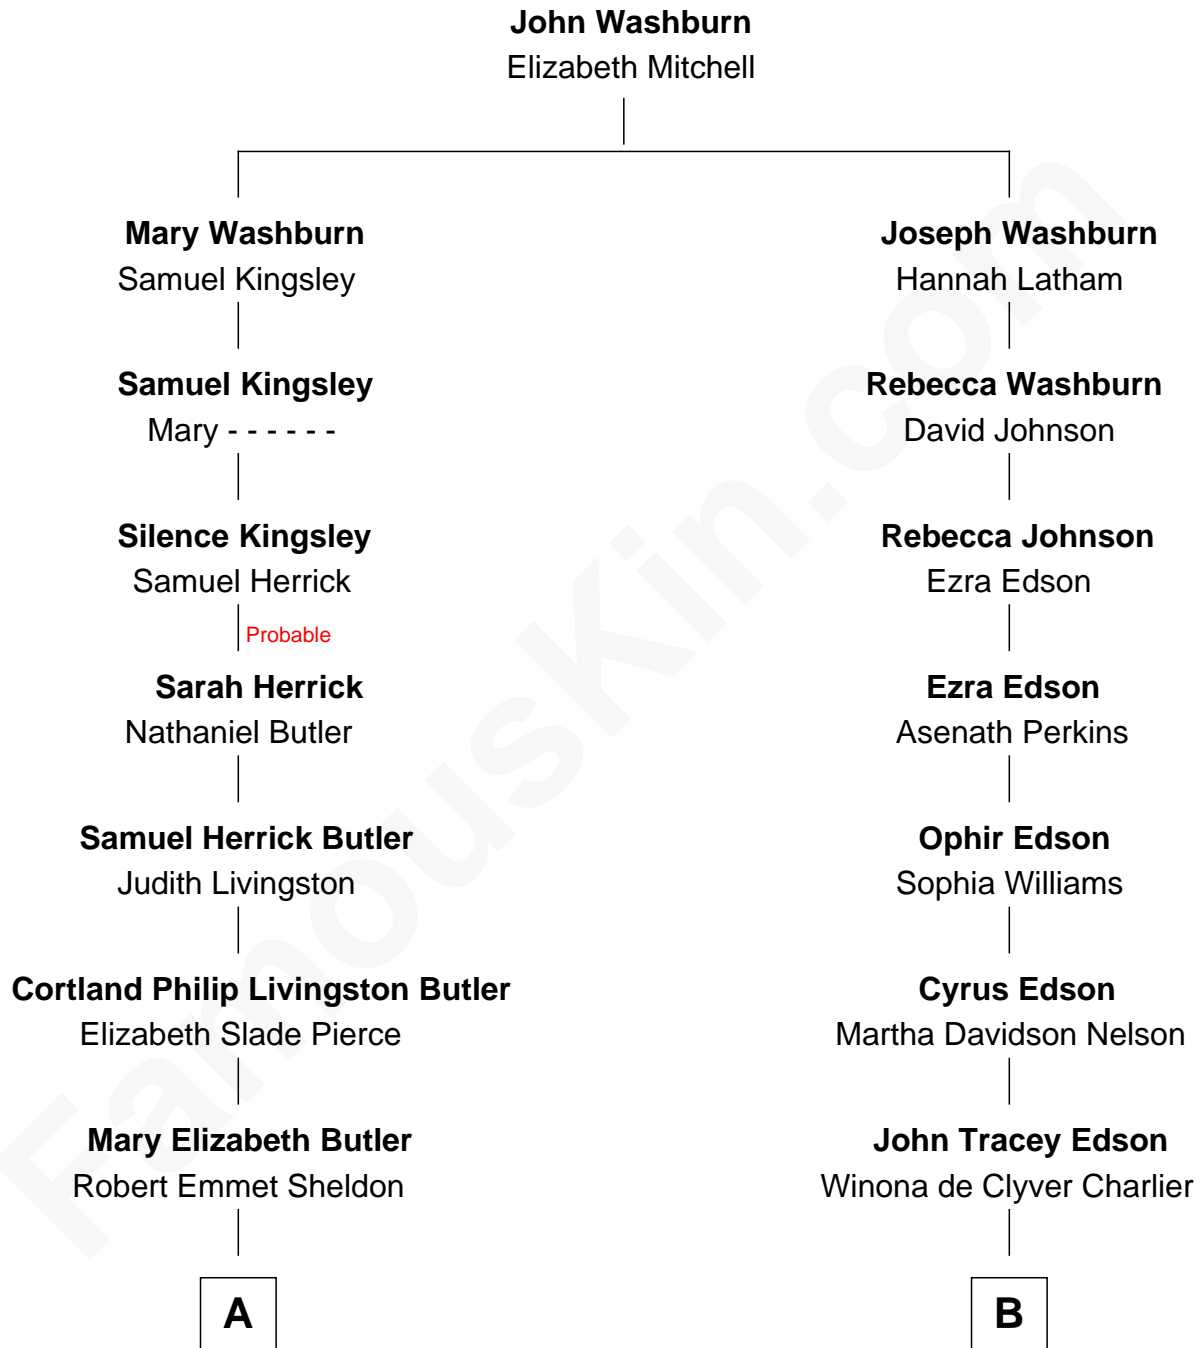 John Washburn
Elizabeth Mitchell
Mary Washburn
Samuel Kingsley
Joseph Washburn
Hannah Latham
Samuel Kingsley
Mary - - - - - -
Rebecca Washburn
David Johnson
Silence Kingsley
Samuel Herrick
Rebecca Johnson
Ezra Edson
Probable
Sarah Herrick
Nathaniel Butler
Ezra Edson
Asenath Perkins
Samuel Herrick Butler
Judith Livingston
Ophir Edson
Sophia Williams
Cortland Philip Livingston Butler
Elizabeth Slade Pierce
Cyrus Edson
Martha Davidson Nelson
Mary Elizabeth Butler
Robert Emmet Sheldon
John Tracey Edson
Winona de Clyver Charlier
A
B
FamousKin.com